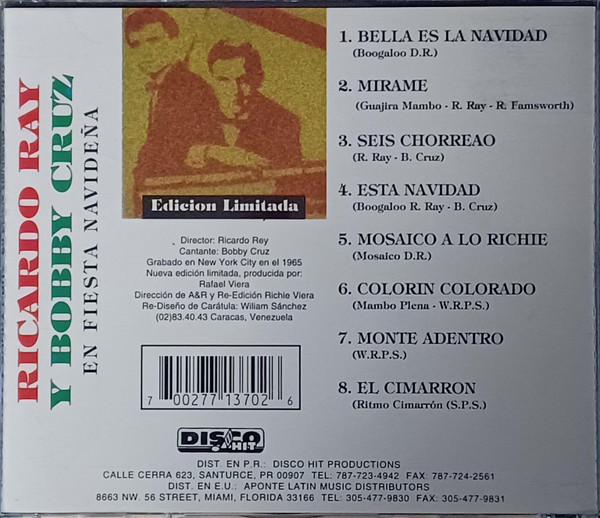 RICARDO RAY
Y BOBBY CRUZ
EN FIESTA NAVIDEÑA
Edicion Limitada
Director: Ricardo Rey
Cantante: Bobby Cruz
Grabado en New York City en el 1965
Nueva edición limitada, producida por:
Rafael Viera
Dirección de A&R y Re-Edición Richie Viera
Re-Diseño de Carátula: Wiliam Sánchez
(02)83.40.43 Caracas, Venezuela
7 00277 13702 6
1. BELLA ES LA NAVIDAD
(Boogaloo D.R.)
2. MIRAME
(Guajira Mambo - R. Ray - R. Famsworth)
3. SEIS CHORREAO
(R. Ray - B. Cruz)
4. ESTA NAVIDAD
(Boogaloo R. Ray - B. Cruz)
5. MOSAICO A LO RICHIE
(Mosaico D.R.)
6. COLORIN COLORADO
(Mambo Plena - W.R.P.S.)
7. MONTE ADENTRO
(W.R.P.S.)
8. EL CIMARRON
(Ritmo Cimarrón (S.P.S.)
DISCO
HIT
DIST. EN P.R.: DISCO HIT PRODUCTIONS
CALLE CERRA 623, SANTURCE, PR 00907 TEL: 787-723-4942 FAX: 787-724-2561
DIST. EN E.U.: APONTE LATIN MUSIC DISTRIBUTORS
8663 NW. 56 STREET, MIAMI, FLORIDA 33166 TEL: 305-477-9830 FAX: 305-477-9831